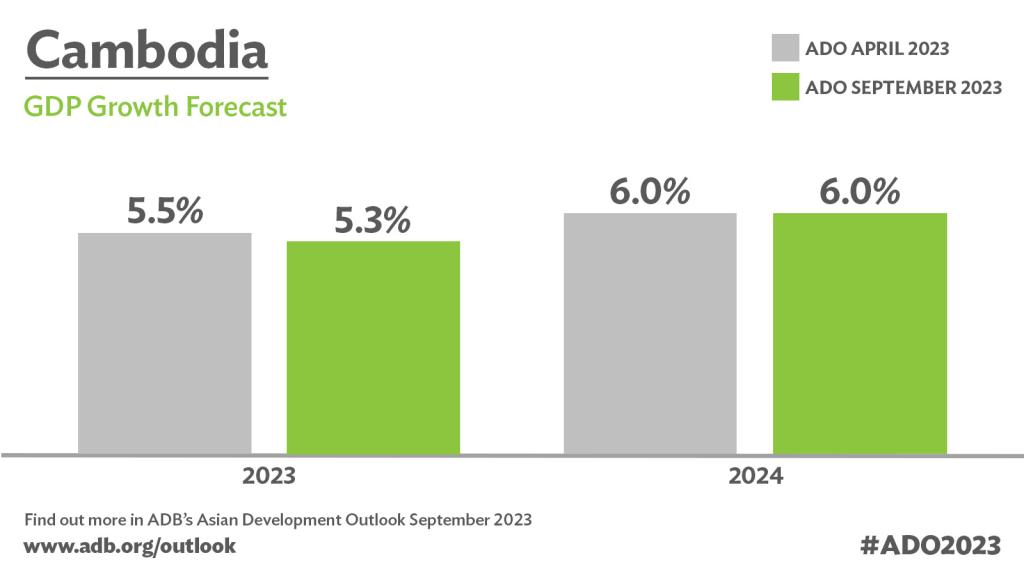 Cambodia
GDP Growth Forecast
ADO APRIL 2023
ADO SEPTEMBER 2023
5.5%
5.3%
6.0%
6.0%
2023
2024
Find out more in ADB's Asian Development Outlook September 2023
www.adb.org/outlook
#ADO2023